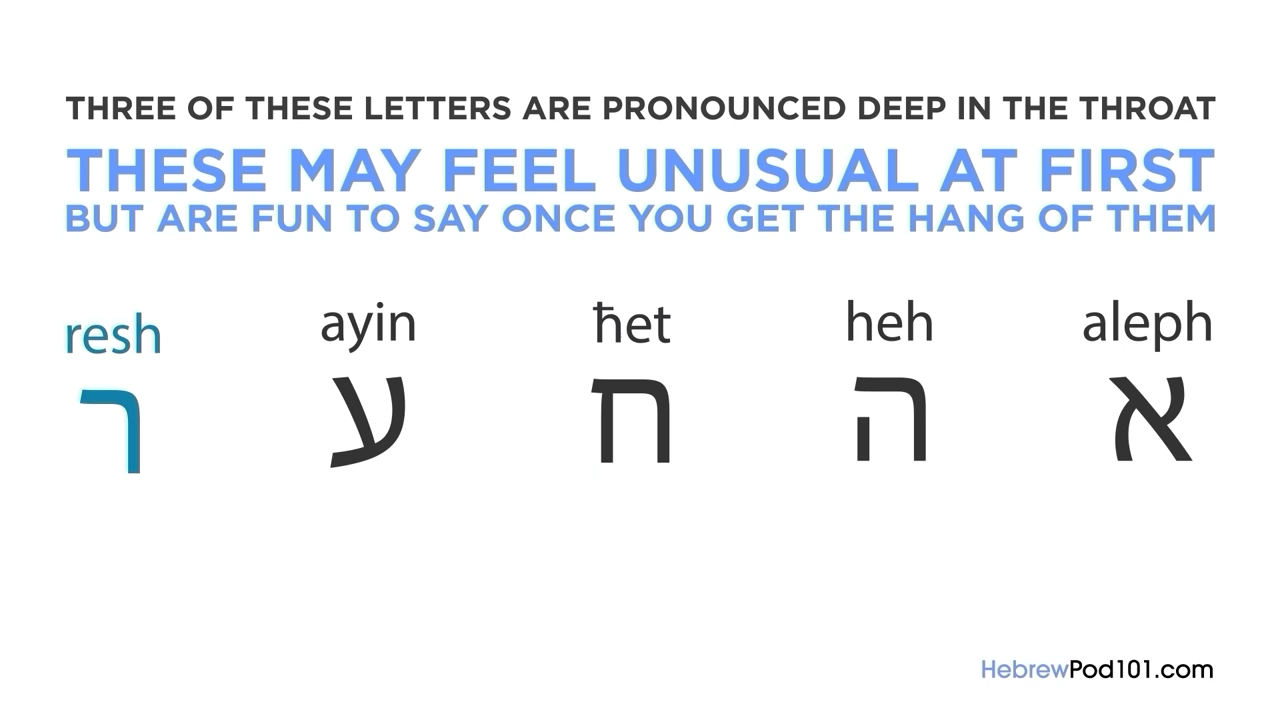 THREE OF THESE LETTERS ARE PRONOUNCED DEEP IN THE THROAT
THESE MAY FEEL UNUSUAL AT FIRST
BUT ARE FUN TO SAY ONCE YOU GET THE HANG OF THEM
resh ayin ħet heh aleph
ר ע ח ה א
HebrewPod101.com